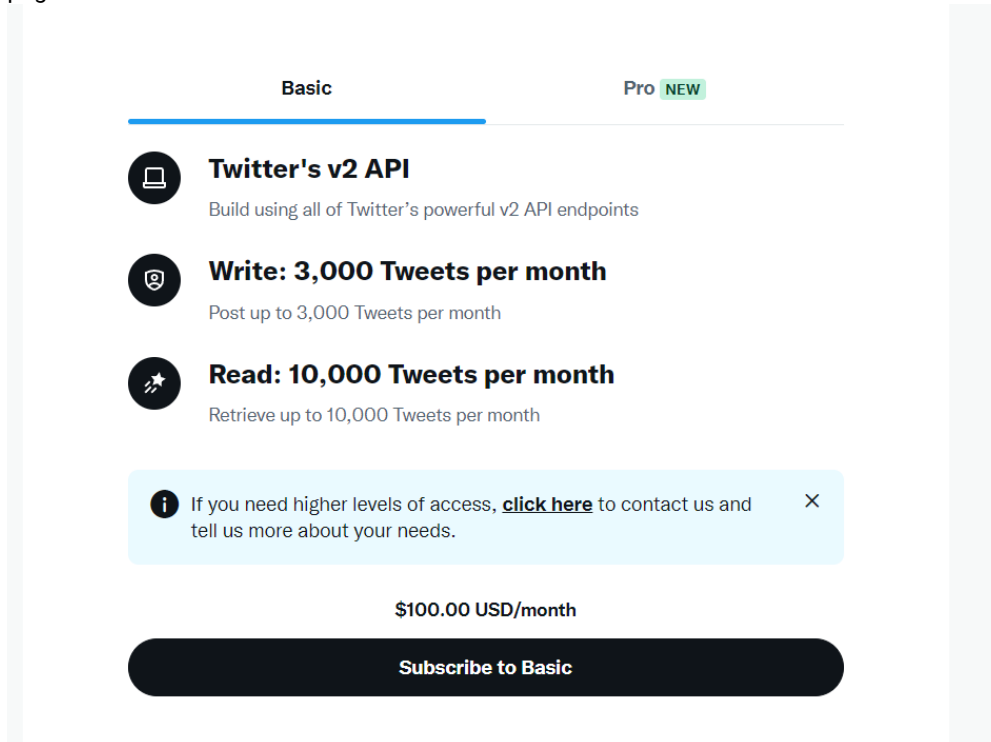 Basic
Pro NEW
Twitter's v2 API
Build using all of Twitter’s powerful v2 API endpoints
Write: 3,000 Tweets per month
Post up to 3,000 Tweets per month
Read: 10,000 Tweets per month
Retrieve up to 10,000 Tweets per month
If you need higher levels of access, click here to contact us and
tell us more about your needs.
$100.00 USD/month
Subscribe to Basic